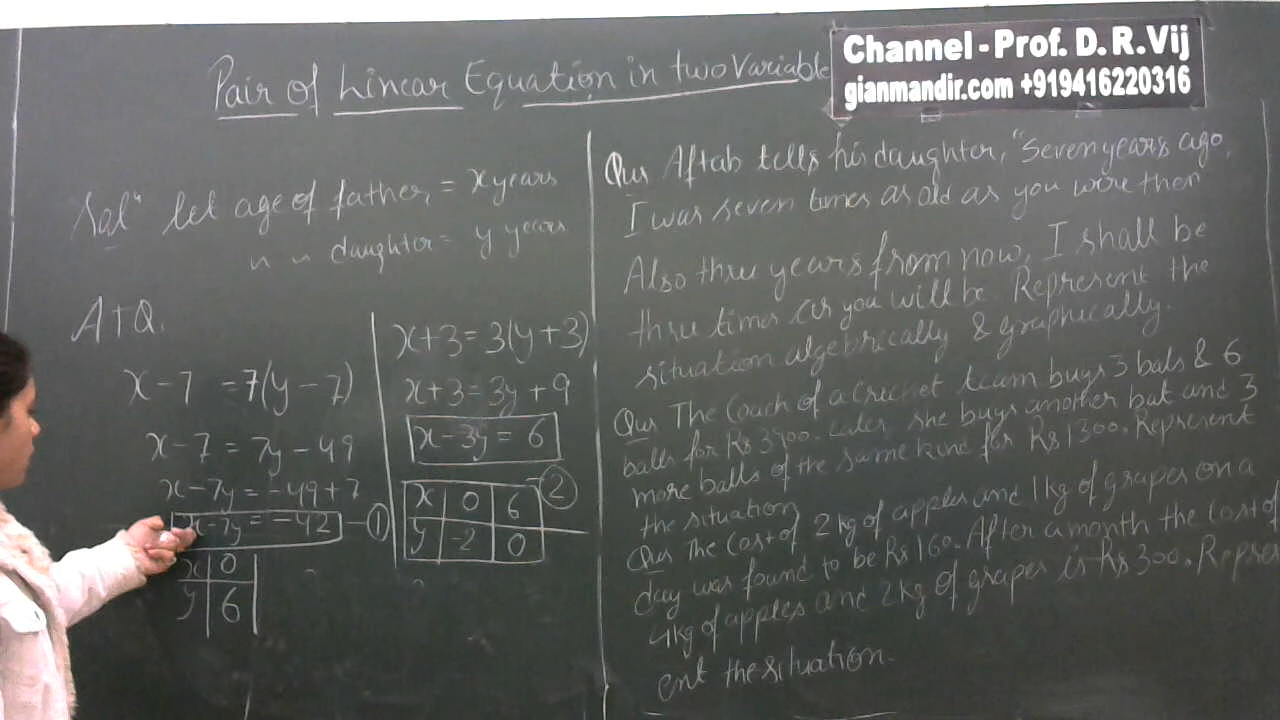 Channel - Prof. D. R. Vij
gianmandir.com +919416220316
Pair of Linear Equation in two Variable
Solⁿ let age of father = x years
〃 〃 daughter = y years
ATQ.
x - 7 = 7(y - 7)
x - 7 = 7y - 49
x - 7y = -49 + 7
x - 7y = -42 - ①
x 0
y 6
x + 3 = 3(y + 3)
x + 3 = 3y + 9
x - 3y = 6
- ②
x 0 6
y -2 0
Qus Aftab tells his daughter, "Seven years ago,
I was seven times as old as you were then
Also three years from now, I shall be
three times as you will be. Represent the
situation algebrically & graphically.
Qus The Coach of a Cricket team buys 3 bats & 6
balls for Rs 3900. Later she buys another bat and 3
more balls of the same kind for Rs 1300. Represent
the situation
Qus The Cost of 2 kg of apples and 1 kg of grapes on a
day was found to be Rs 160. After a month the Cost of
4 kg of apples and 2 kg of grapes is Rs 300. Repres
ent the situation.